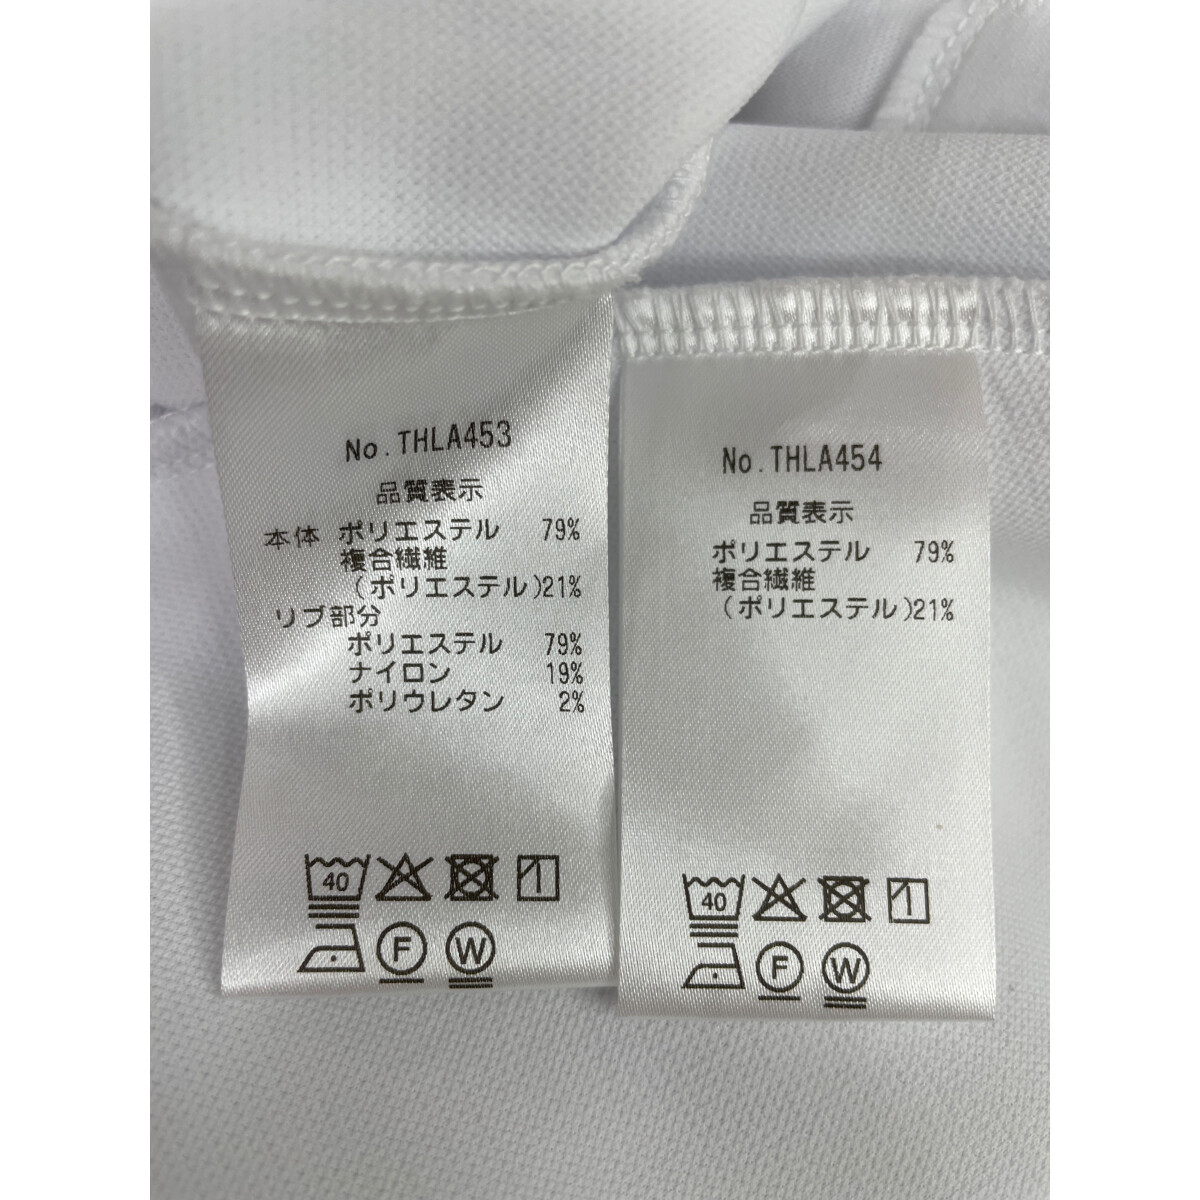 No.THLA453
品質表示
本体 ポリエステル 79%
複合繊維
(ポリエステル)21%
リブ部分
ポリエステル 79%
ナイロン 19%
ポリウレタン 2%
40
F W
No.THLA454
品質表示
ポリエステル 79%
複合繊維
(ポリエステル)21%
40
F W